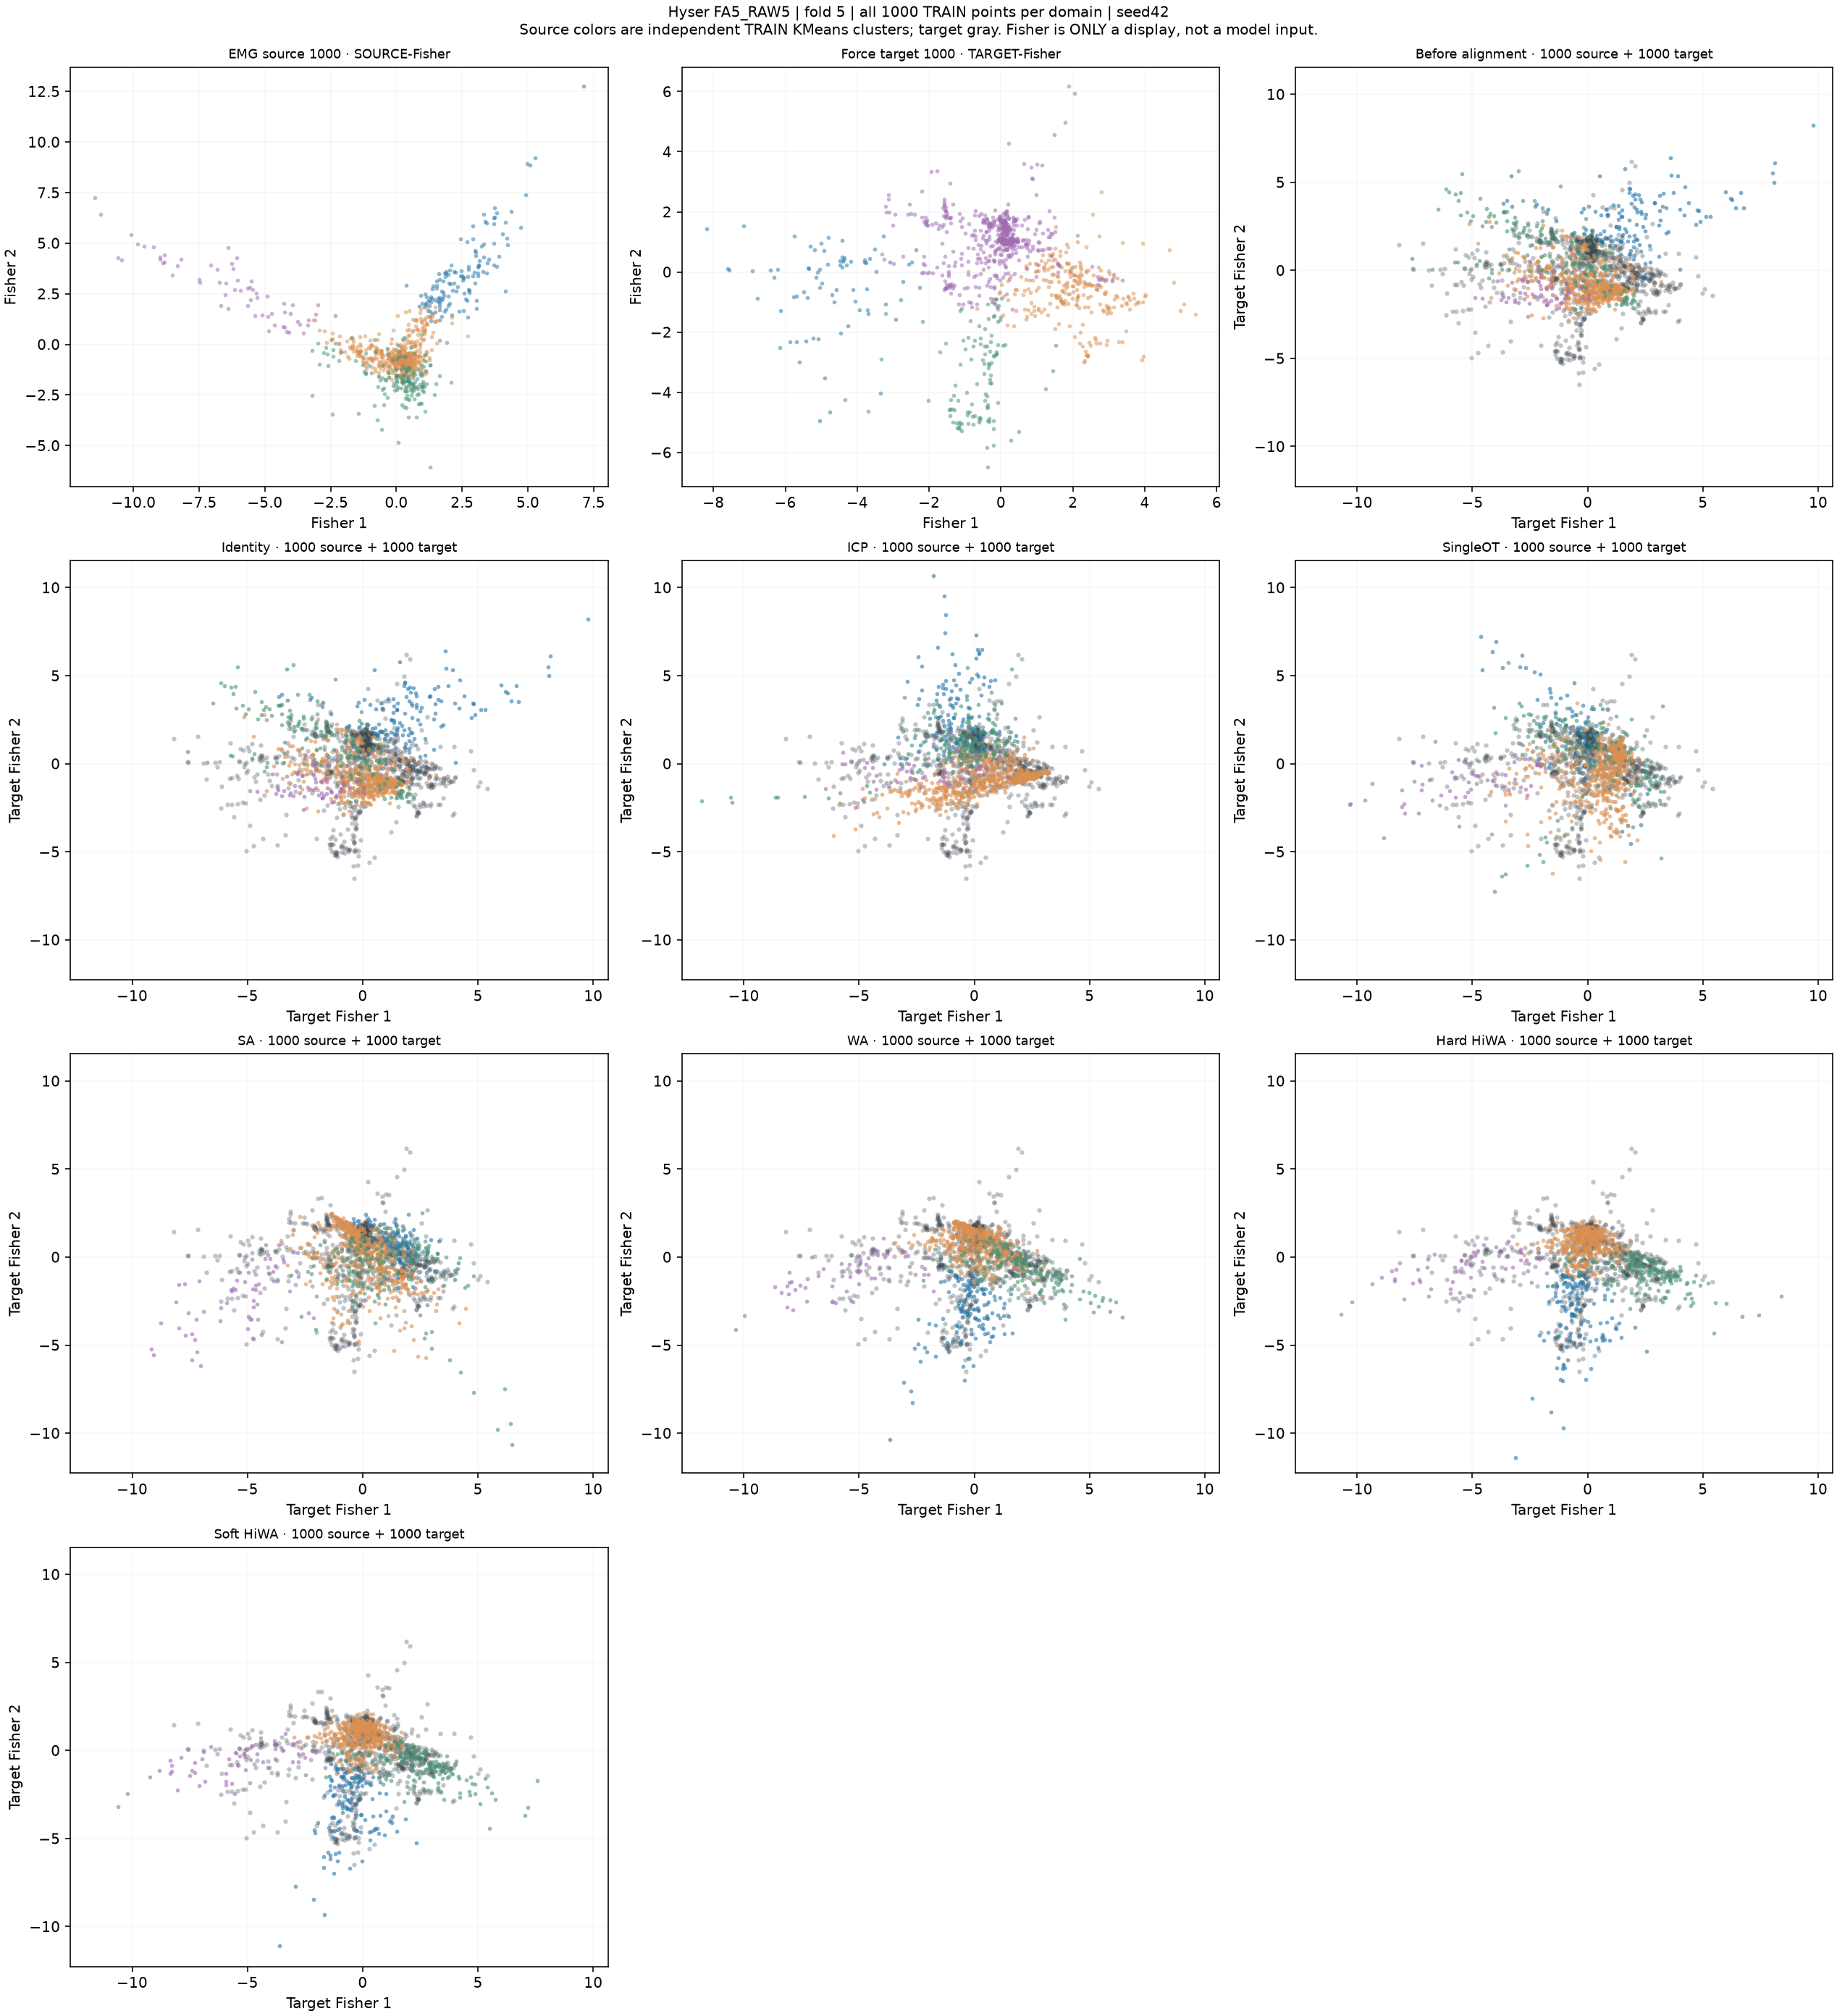 Hyser FA5_RAW5 | fold 5 | all 1000 TRAIN points per domain | seed42
Source colors are independent TRAIN KMeans clusters; target gray. Fisher is ONLY a display, not a model input.
EMG source 1000 · SOURCE-Fisher
12.5
10.0
7.5
5.0
2.5
0.0
−2.5
−5.0
Fisher 2
−10.0 −7.5 −5.0 −2.5 0.0 2.5 5.0 7.5
Fisher 1
Force target 1000 · TARGET-Fisher
6
4
2
0
−2
−4
−6
Fisher 2
−8 −6 −4 −2 0 2 4 6
Fisher 1
Before alignment · 1000 source + 1000 target
10
5
0
−5
−10
Target Fisher 2
−10 −5 0 5 10
Target Fisher 1
Identity · 1000 source + 1000 target
10
5
0
−5
−10
Target Fisher 2
−10 −5 0 5 10
Target Fisher 1
ICP · 1000 source + 1000 target
10
5
0
−5
−10
Target Fisher 2
−10 −5 0 5 10
Target Fisher 1
SingleOT · 1000 source + 1000 target
10
5
0
−5
−10
Target Fisher 2
−10 −5 0 5 10
Target Fisher 1
SA · 1000 source + 1000 target
10
5
0
−5
−10
Target Fisher 2
−10 −5 0 5 10
Target Fisher 1
WA · 1000 source + 1000 target
10
5
0
−5
−10
Target Fisher 2
−10 −5 0 5 10
Target Fisher 1
Hard HiWA · 1000 source + 1000 target
10
5
0
−5
−10
Target Fisher 2
−10 −5 0 5 10
Target Fisher 1
Soft HiWA · 1000 source + 1000 target
10
5
0
−5
−10
Target Fisher 2
−10 −5 0 5 10
Target Fisher 1